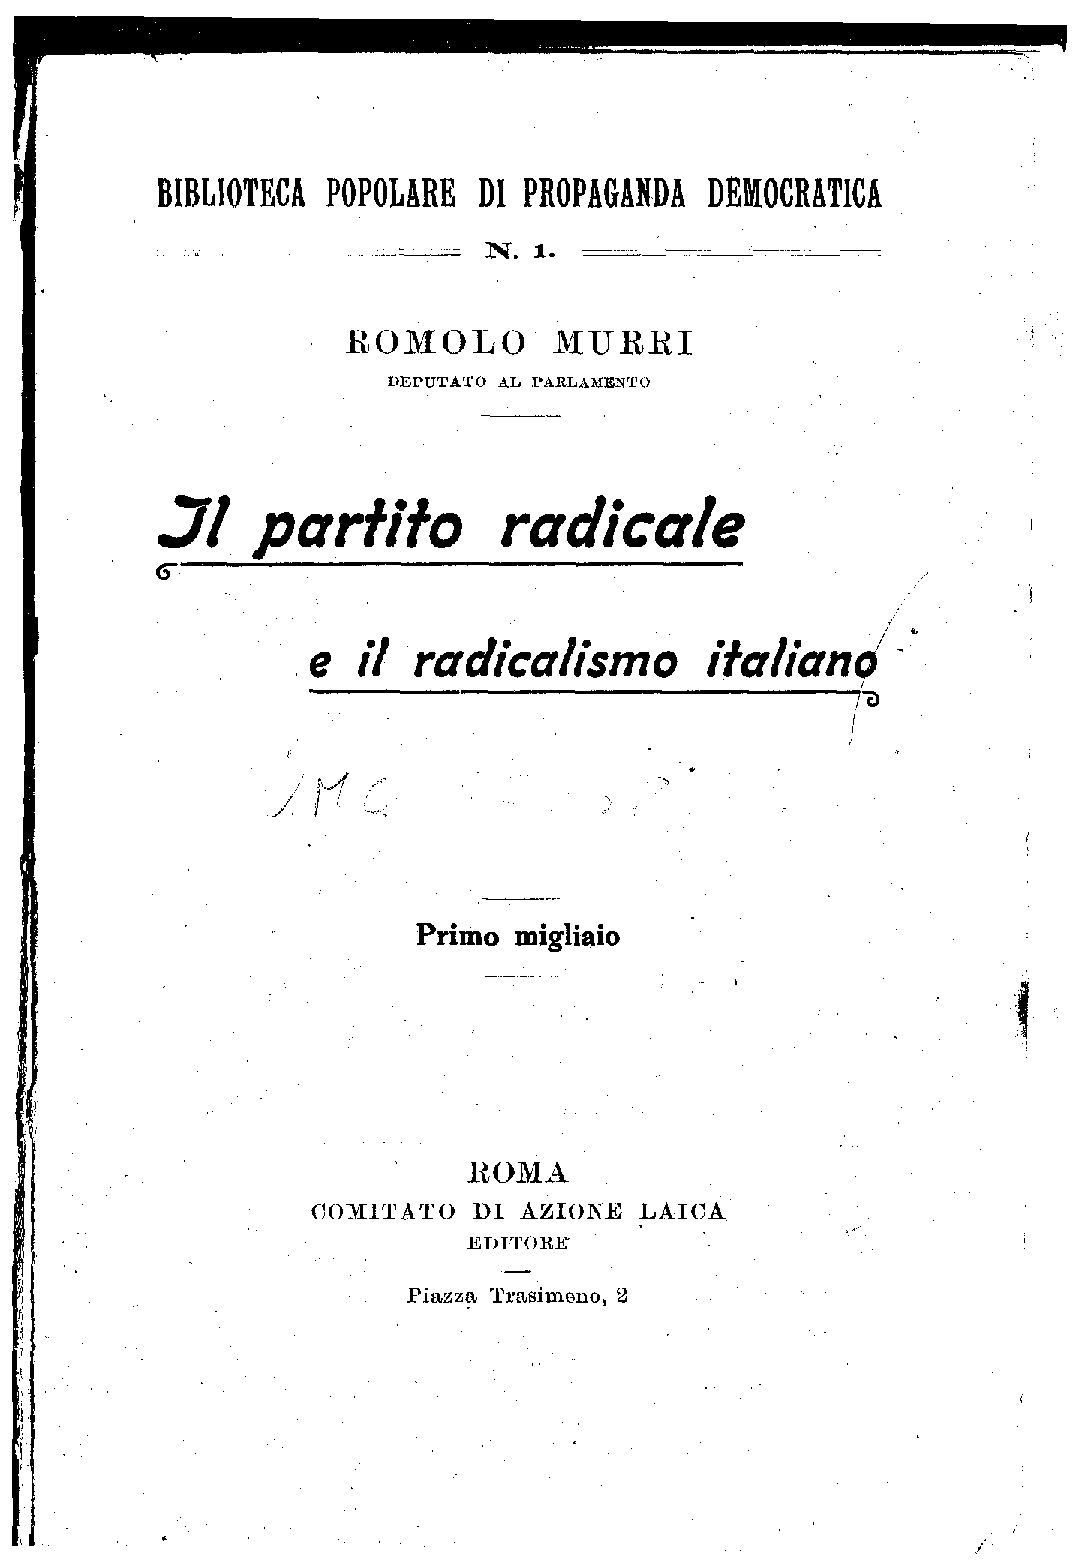 BIBLIOTECA POPOLARE DI PROPAGANDA DEMOCRATICA
N. 1.
ROMOLO MURRI
DEPUTATO AL PARLAMENTO
Il partito radicale
e il radicalismo italiano
Primo migliaio
ROMA
COMITATO DI AZIONE LAICA
EDITORE
Piazza Trasimeno, 2